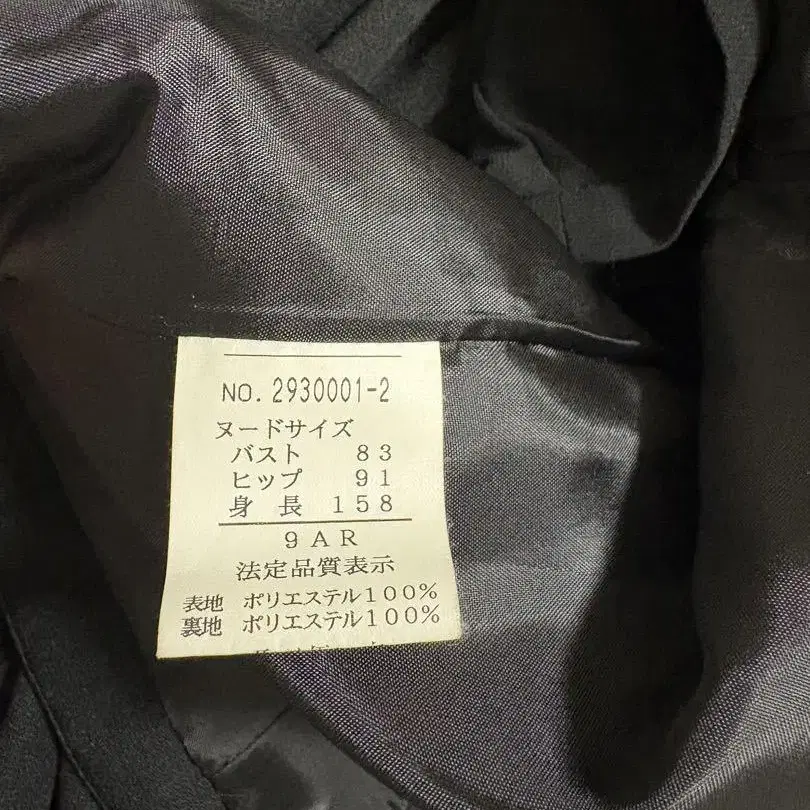 NO. 2930001-2
ヌードサイズ
バスト 83
ヒップ 91
身長 158
9AR
法定品質表示
表地 ポリエステル100%
裏地 ポリエステル100%